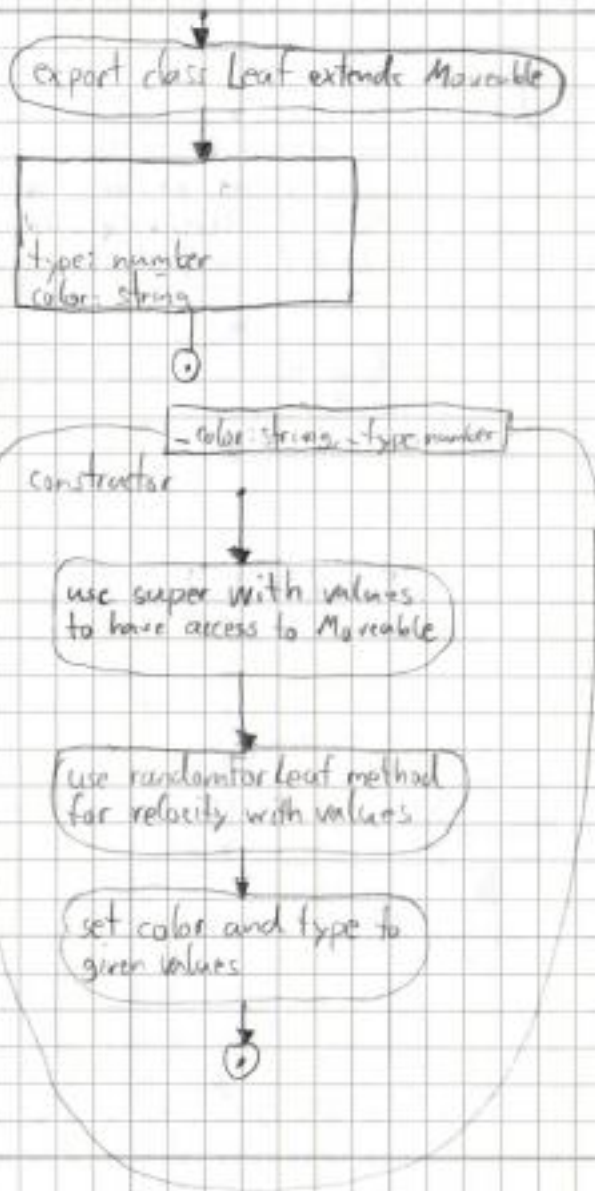 export class Leaf extends Moveable
type: number
color: string
_color: string, _type number
constructor
use super with values
to have access to Moveable
use randomForLeaf method
for velocity with values
set color and type to
given values